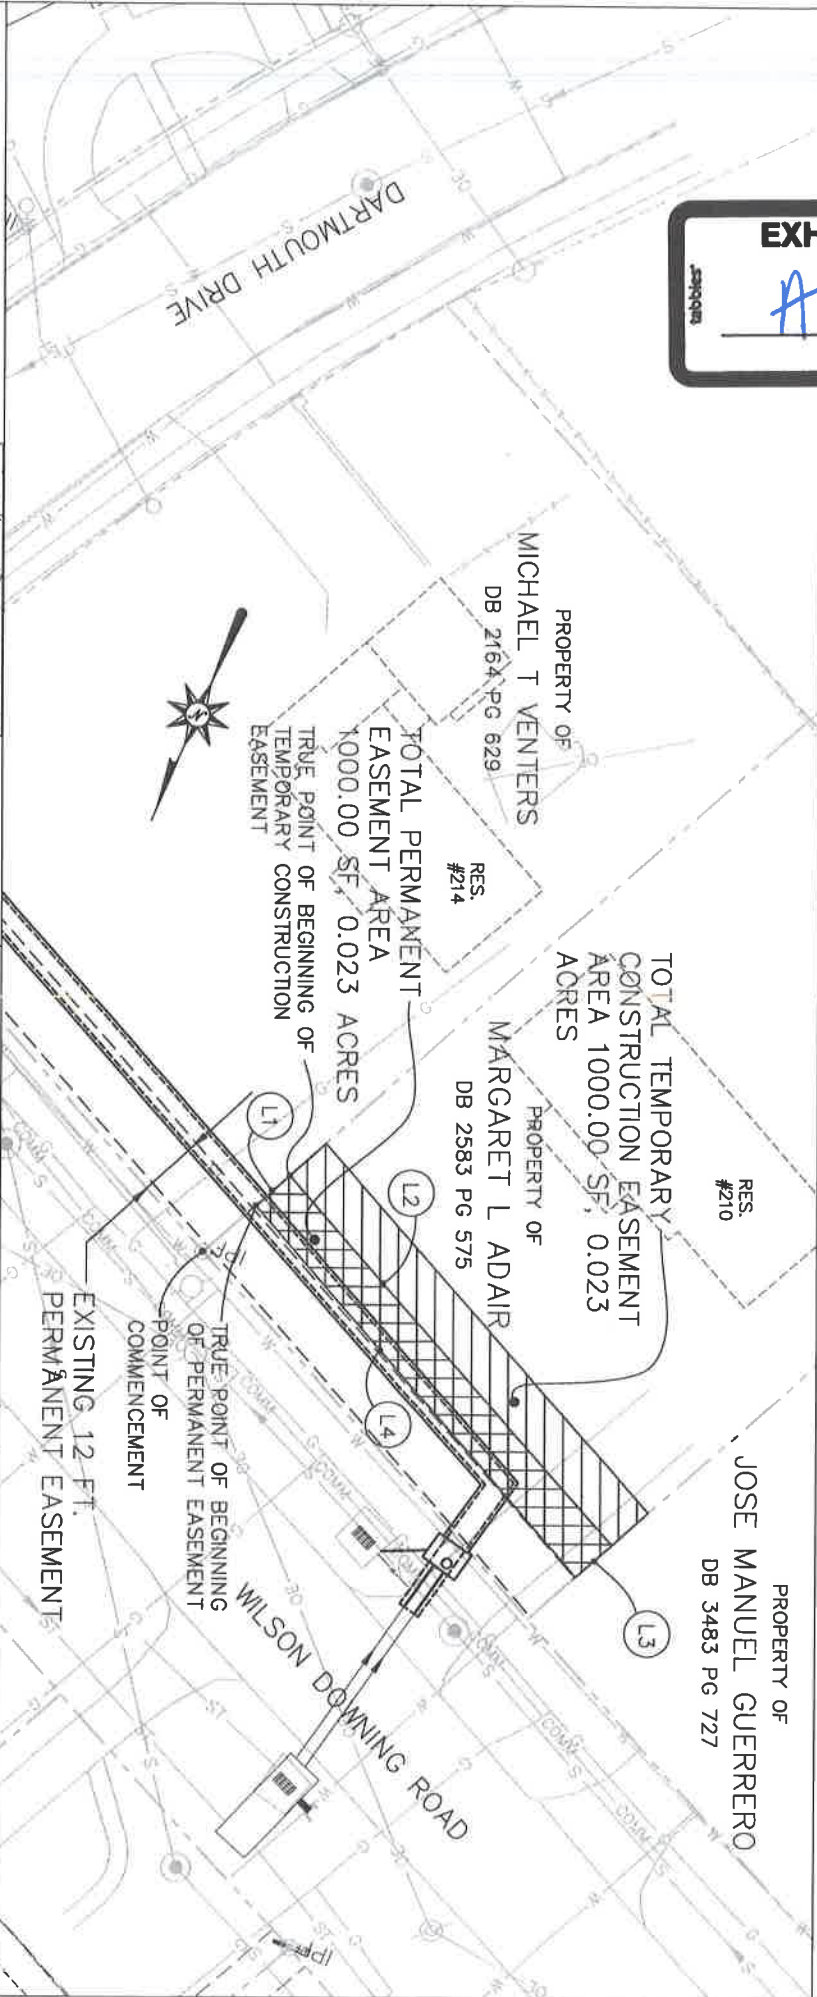 EXH
A
tabbies
DARTMOUTH DRIVE
PROPERTY OF
MICHAEL T VENTERS
DB 2164 PG 629
RES.
#214
TOTAL PERMANENT
EASEMENT AREA
1000.00 SF, 0.023 ACRES
TRUE POINT OF BEGINNING OF
TEMPORARY CONSTRUCTION
EASEMENT
N
TOTAL TEMPORARY
CONSTRUCTION EASEMENT
AREA 1000.00 SF, 0.023
ACRES
RES.
#210
PROPERTY OF
MARGARET L ADAIR
DB 2583 PG 575
L1
L2
L3
L4
PROPERTY OF
JOSE MANUEL GUERRERO
DB 3483 PG 727
TRUE POINT OF BEGINNING
OF PERMANENT EASEMENT
POINT OF
COMMENCEMENT
EXISTING 12 FT.
PERMANENT EASEMENT
WILSON DOWNING ROAD